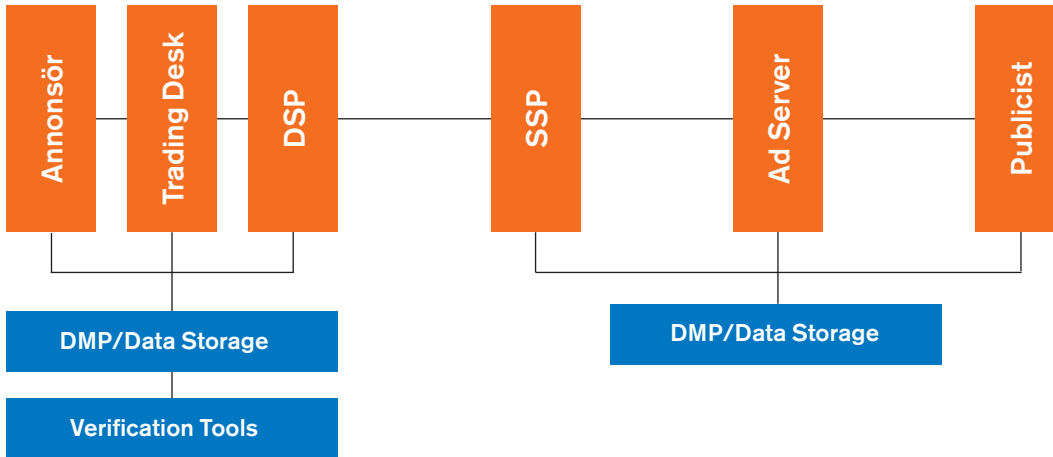 Annonsör
Trading Desk
DSP
SSP
Ad Server
Publicist
DMP/Data Storage
DMP/Data Storage
Verification Tools